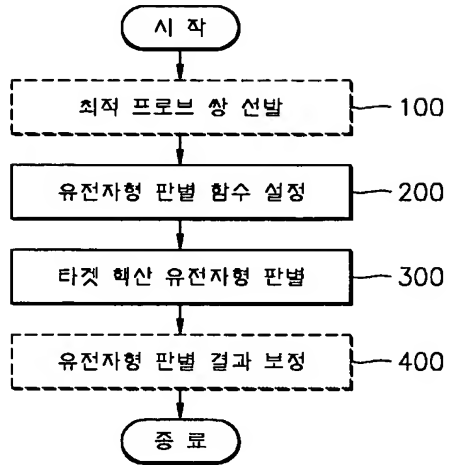 시 작
최적 프로브 쌍 선발 100
유전자형 판별 함수 설정 200
타겟 핵산 유전자형 판별 300
유전자형 판별 결과 보정 400
종 료